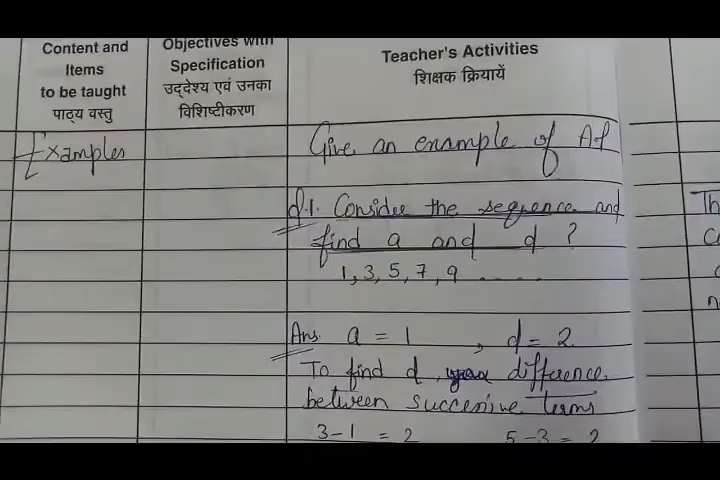 Content and
Items
to be taught
पाठ्य वस्तु
Objectives with
Specification
उद्देश्य एवं उनका
विशिष्टीकरण
Teacher's Activities
शिक्षक क्रियायें
Examples
Give an example of AP
Q.1. Consider the sequence and
find a and d ?
1, 3, 5, 7, 9 .....
Ans. a = 1 , d = 2
To find d, difference
between successive terms
3-1 = 2 5-3 = 2
Th